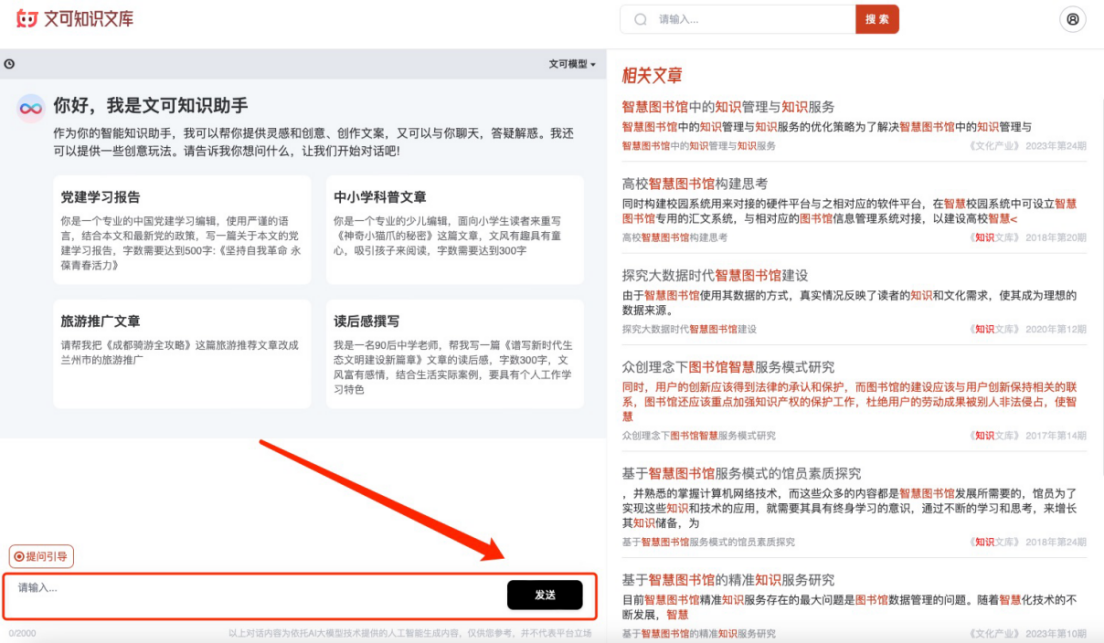 文可知识文库
请输入...
搜 索
文可模型
你好，我是文可知识助手
作为你的智能知识助手，我可以帮你提供灵感和创意、创作文案，又可以与你聊天，答疑解惑。我还
可以提供一些创意玩法。请告诉我你想问什么，让我们开始对话吧!
党建学习报告
你是一个专业的中国党建学习编辑，使用严谨的语
言，结合本文和最新党的政策，写一篇关于本文的党
建学习报告，字数需要达到500字:《坚持自我革命 永
葆青春活力》
中小学科普文章
你是一个专业的少儿编辑，面向小学生读者来重写
《神奇小猫爪的秘密》这篇文章，文风有趣具有童
心，吸引孩子来阅读，字数需要达到300字
旅游推广文章
请帮我把《成都骑游全攻略》这篇旅游推荐文章改成
兰州市的旅游推广
读后感撰写
我是一名90后中学老师，帮我写一篇《谱写新时代生
态文明建设新篇章》文章的读后感，字数300字，文
风富有感情，结合生活实际案例，要具有个人工作学
习特色
提问引导
请输入...
发送
0/2000
以上对话内容为依托AI大模型技术提供的人工智能生成内容，仅供您参考，并不代表平台立场
相关文章
智慧图书馆中的知识管理与知识服务
智慧图书馆中的知识管理与知识服务的优化策略为了解决智慧图书馆中的知识管理与
智慧图书馆中的知识管理与知识服务
《文化产业》 2023年第24期
高校智慧图书馆构建思考
同时构建校园系统用来对接的硬件平台与之相对应的软件平台，在智慧校园系统中可设立智慧
图书馆专用的汇文系统，与相对应的图书馆信息管理系统对接，以建设高校智慧<
高校智慧图书馆构建思考
《知识文库》 2018年第20期
探究大数据时代智慧图书馆建设
由于智慧图书馆使用其数据的方式，真实情况反映了读者的知识和文化需求，使其成为理想的
数据来源。
探究大数据时代智慧图书馆建设
《知识文库》 2020年第12期
众创理念下图书馆智慧服务模式研究
同时，用户的创新应该得到法律的承认和保护，而图书馆的建设应该与用户创新保持相关的联
系，图书馆还应该重点加强知识产权的保护工作，杜绝用户的劳动成果被别人非法侵占，使智
慧
众创理念下图书馆智慧服务模式研究
《知识文库》 2017年第14期
基于智慧图书馆服务模式的馆员素质探究
，并熟悉的掌握计算机网络技术，而这些众多的内容都是智慧图书馆发展所需要的，馆员为了
实现这些知识和技术的应用，就需要其具有终身学习的意识，通过不断的学习和思考，来增长
其知识储备，为
基于智慧图书馆服务模式的馆员素质探究
《知识文库》 2018年第24期
基于智慧图书馆的精准知识服务研究
目前智慧图书馆精准知识服务存在的最大问题是图书馆数据管理的问题。随着智慧化技术的不
断发展，智慧
基于智慧图书馆的精准知识服务研究
《文化产业》 2023年第10期